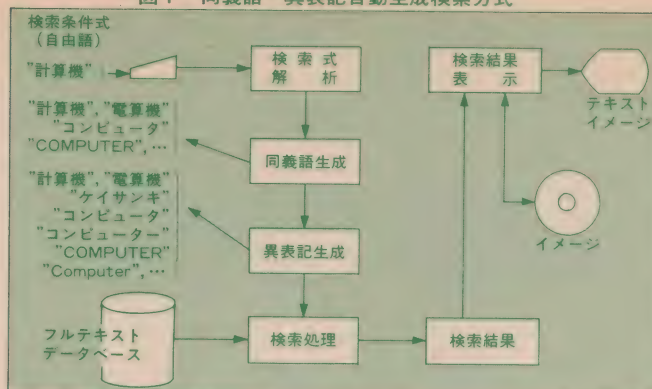 図1 同義語・異表記自動生成検索方式
検索条件式
(自由語)
"計算機"
検索式
解析
検索結果
表示
テキスト
イメージ
"計算機","電算機"
"コンピュータ"
"COMPUTER",…
同義語生成
"計算機","電算機"
"ケイサンキ"
"コンピュータ"
"コンピューター"
"COMPUTER"
"Computer",…
異表記生成
イメージ
フルテキスト
データベース
検索処理
検索結果